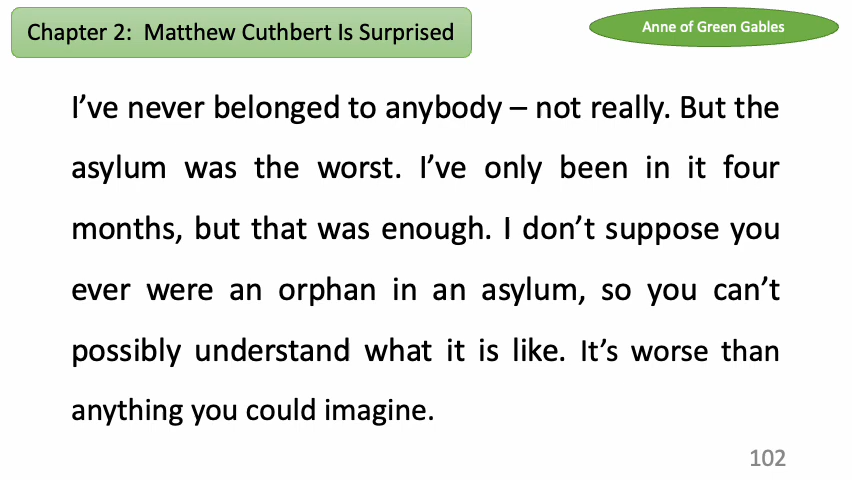 Chapter 2:  Matthew Cuthbert Is Surprised
Anne of Green Gables
I’ve never belonged to anybody – not really. But the
asylum was the worst. I’ve only been in it four
months, but that was enough. I don’t suppose you
ever were an orphan in an asylum, so you can’t
possibly understand what it is like. It’s worse than
anything you could imagine.
102